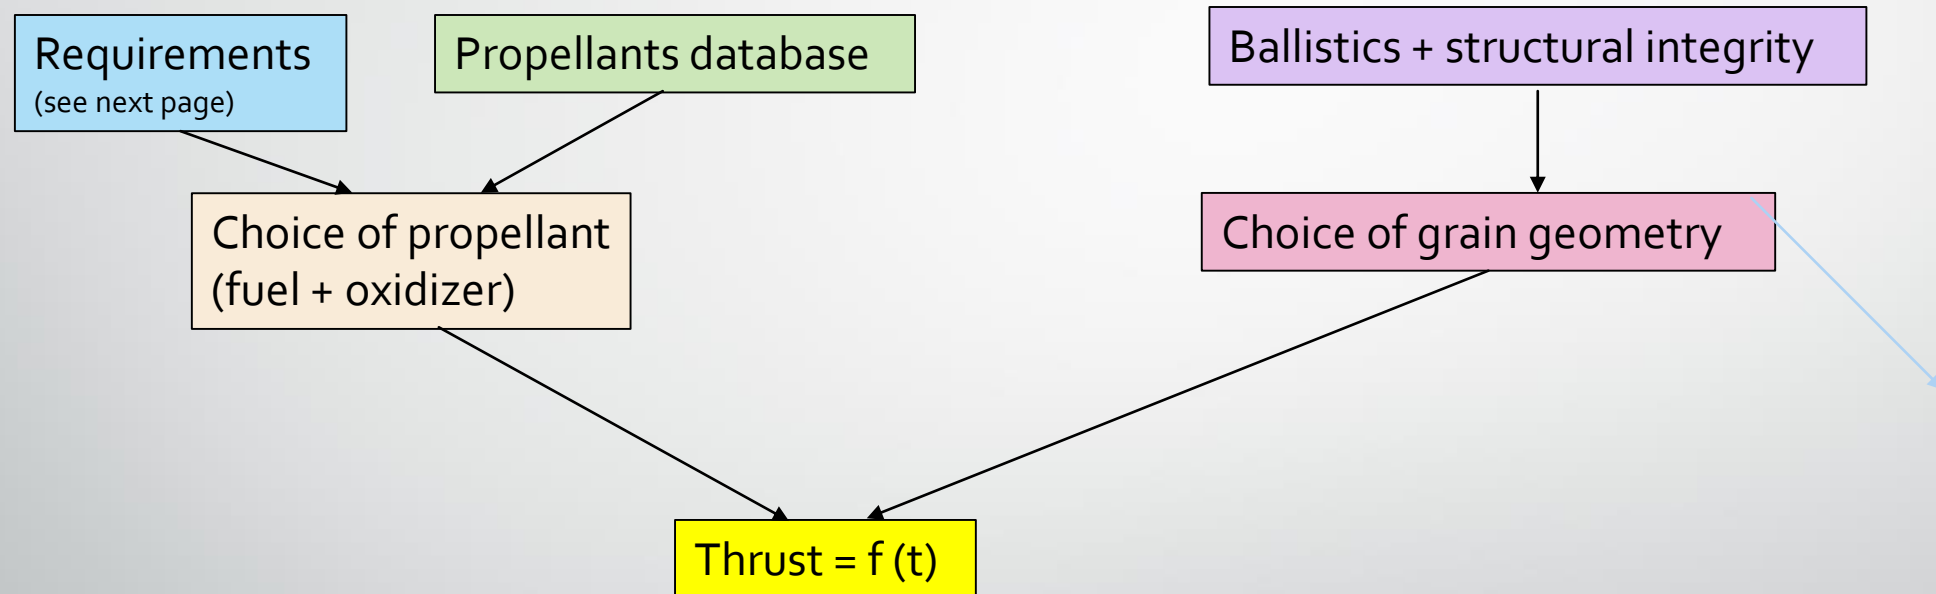 Requirements
(see next page)
Propellants database
Ballistics + structural integrity
Choice of propellant
(fuel + oxidizer)
Choice of grain geometry
Thrust = f (t)